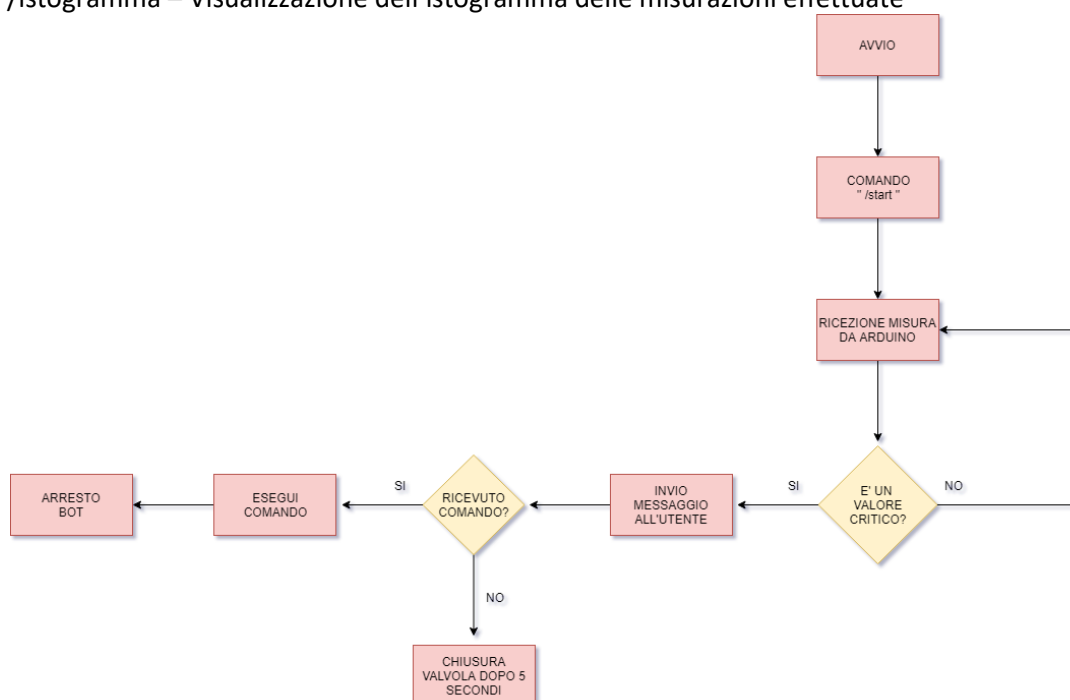 /istogramma – Visualizzazione dell'istogramma delle misurazioni effettuate
AVVIO
COMANDO
" /start "
RICEZIONE MISURA
DA ARDUINO
E' UN
VALORE
CRITICO?
SI
NO
INVIO
MESSAGGIO
ALL'UTENTE
RICEVUTO
COMANDO?
SI
ESEGUI
COMANDO
ARRESTO
BOT
NO
CHIUSURA
VALVOLA DOPO 5
SECONDI